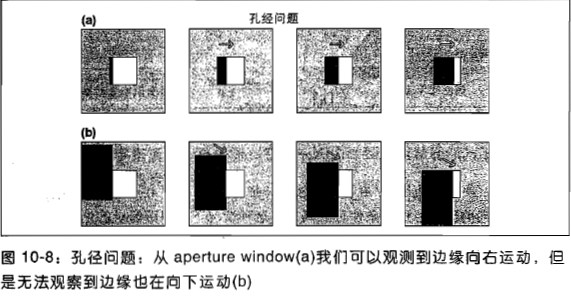 (a)
孔经问题
(b)
图 10-8：孔径问题；从 aperture window(a)我们可以观测到边缘向右运动，但
是无法观察到边缘也在向下运动(b)